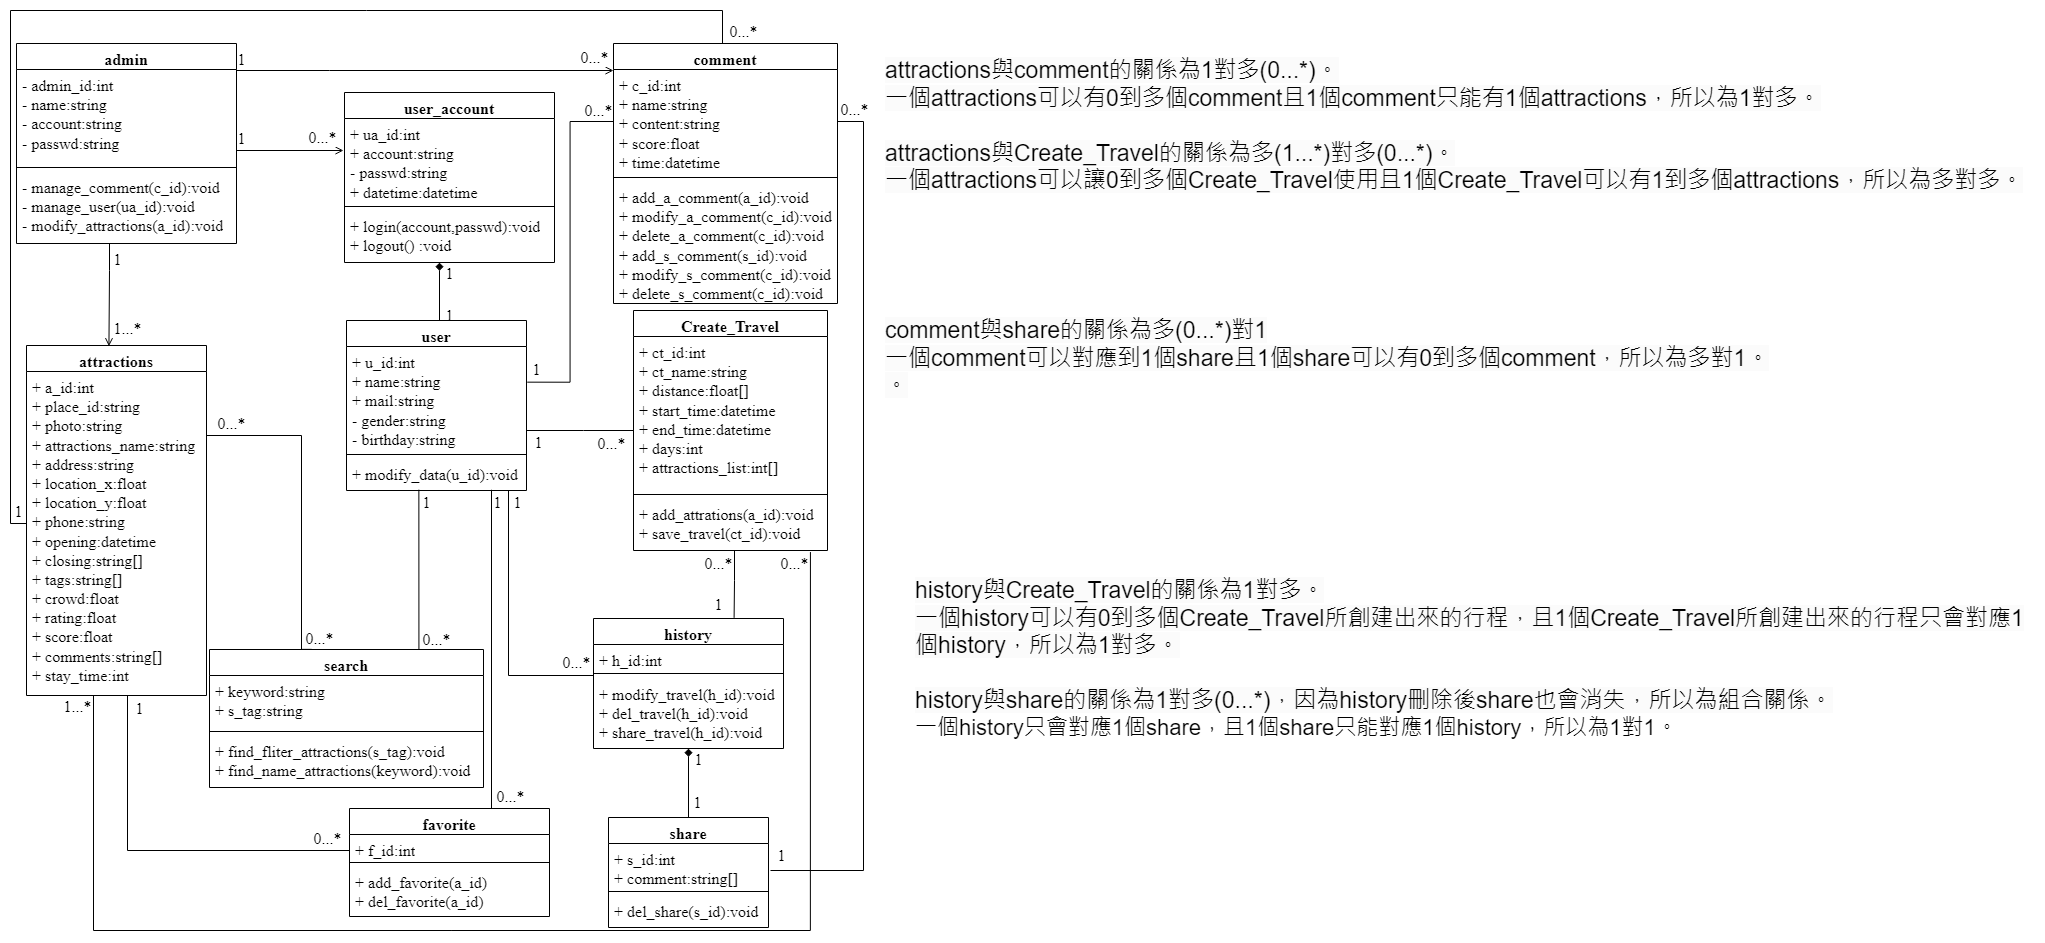 0...*
admin
- admin_id:int
- name:string
- account:string
- passwd:string
- manage_comment(c_id):void
- manage_user(ua_id):void
- modify_attractions(a_id):void
1
0...*
1
0...*
1
1...*
user_account
+ ua_id:int
+ account:string
- passwd:string
+ datetime:datetime
+ login(account,passwd):void
+ logout() :void
1
1
comment
+ c_id:int
+ name:string
+ content:string
+ score:float
+ time:datetime
+ add_a_comment(a_id):void
+ modify_a_comment(c_id):void
+ delete_a_comment(c_id):void
+ add_s_comment(s_id):void
+ modify_s_comment(c_id):void
+ delete_s_comment(c_id):void
0...*
0...*
user
+ u_id:int
+ name:string
+ mail:string
- gender:string
- birthday:string
+ modify_data(u_id):void
1
1
0...*
1
1
1
Create_Travel
+ ct_id:int
+ ct_name:string
+ distance:float[]
+ start_time:datetime
+ end_time:datetime
+ days:int
+ attractions_list:int[]
+ add_attrations(a_id):void
+ save_travel(ct_id):void
0...*
0...*
1
attractions
+ a_id:int
+ place_id:string
+ photo:string
+ attractions_name:string
+ address:string
+ location_x:float
+ location_y:float
+ phone:string
+ opening:datetime
+ closing:string[]
+ tags:string[]
+ crowd:float
+ rating:float
+ score:float
+ comments:string[]
+ stay_time:int
1
0...*
1...*
1
0...*
0...*
search
+ keyword:string
+ s_tag:string
+ find_fliter_attractions(s_tag):void
+ find_name_attractions(keyword):void
0...*
history
+ h_id:int
+ modify_travel(h_id):void
+ del_travel(h_id):void
+ share_travel(h_id):void
1
1
0...*
0...*
favorite
+ f_id:int
+ add_favorite(a_id)
+ del_favorite(a_id)
share
+ s_id:int
+ comment:string[]
+ del_share(s_id):void
1
attractions與comment的關係為1對多(0...*)。
一個attractions可以有0到多個comment且1個comment只能有1個attractions，所以為1對多。
attractions與Create_Travel的關係為多(1...*)對多(0...*)。
一個attractions可以讓0到多個Create_Travel使用且1個Create_Travel可以有1到多個attractions，所以為多對多。
comment與share的關係為多(0...*)對1
一個comment可以對應到1個share且1個share可以有0到多個comment，所以為多對1。
。
history與Create_Travel的關係為1對多。
一個history可以有0到多個Create_Travel所創建出來的行程，且1個Create_Travel所創建出來的行程只會對應1
個history，所以為1對多。
history與share的關係為1對多(0...*)，因為history刪除後share也會消失，所以為組合關係。
一個history只會對應1個share，且1個share只能對應1個history，所以為1對1。